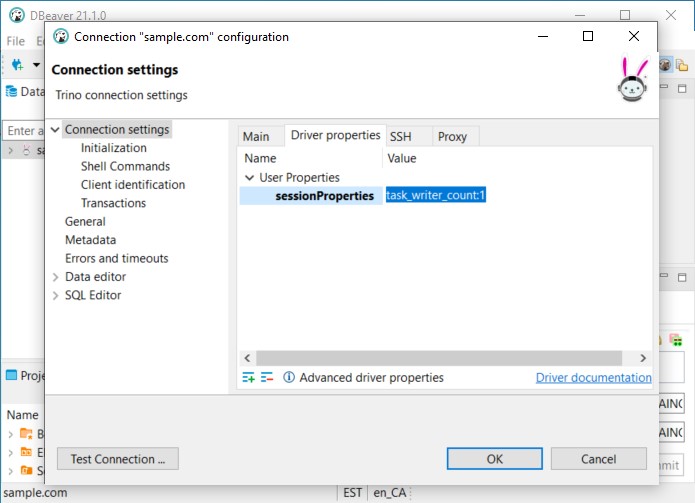 DBeaver 21.1.0
File
Connection "sample.com" configuration
Connection settings
Trino connection settings
Data
Enter a
sa
Connection settings
Initialization
Shell Commands
Client identification
Transactions
General
Metadata
Errors and timeouts
Data editor
SQL Editor
Main
Driver properties
SSH
Proxy
Name Value
User Properties
sessionProperties task_writer_count:1
Advanced driver properties
Driver documentation
Proje
Name
B
E
Test Connection ...
OK
Cancel
AINC
AINC
mit
sample.com
EST
en_CA